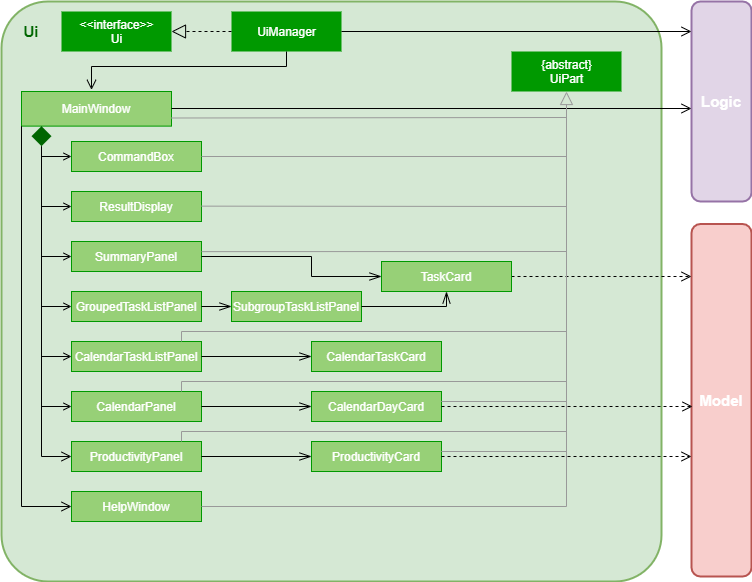 Ui
<<interface>>
Ui
UiManager
{abstract}
UiPart
Logic
MainWindow
CommandBox
ResultDisplay
SummaryPanel
TaskCard
GroupedTaskListPanel
SubgroupTaskListPanel
CalendarTaskListPanel
CalendarTaskCard
CalendarPanel
CalendarDayCard
Model
ProductivityPanel
ProductivityCard
HelpWindow